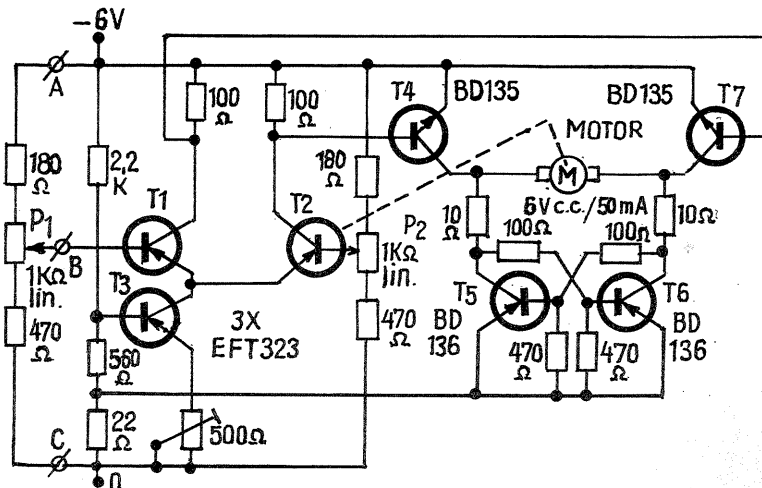 -6V
A
100
Ω
100
Ω
T4
BD135
BD135
T7
MOTOR
180
Ω
2,2
K
180
Ω
T1
T2
M
6V c.c./50mA
P1
B
P2
10
Ω
100Ω
100Ω
10Ω
1KΩ
lin.
T3
1KΩ
lin.
T5
T6
3X
EFT323
BD
136
BD
136
470
Ω
560
Ω
470
Ω
470
Ω
470
Ω
C
22
Ω
500Ω